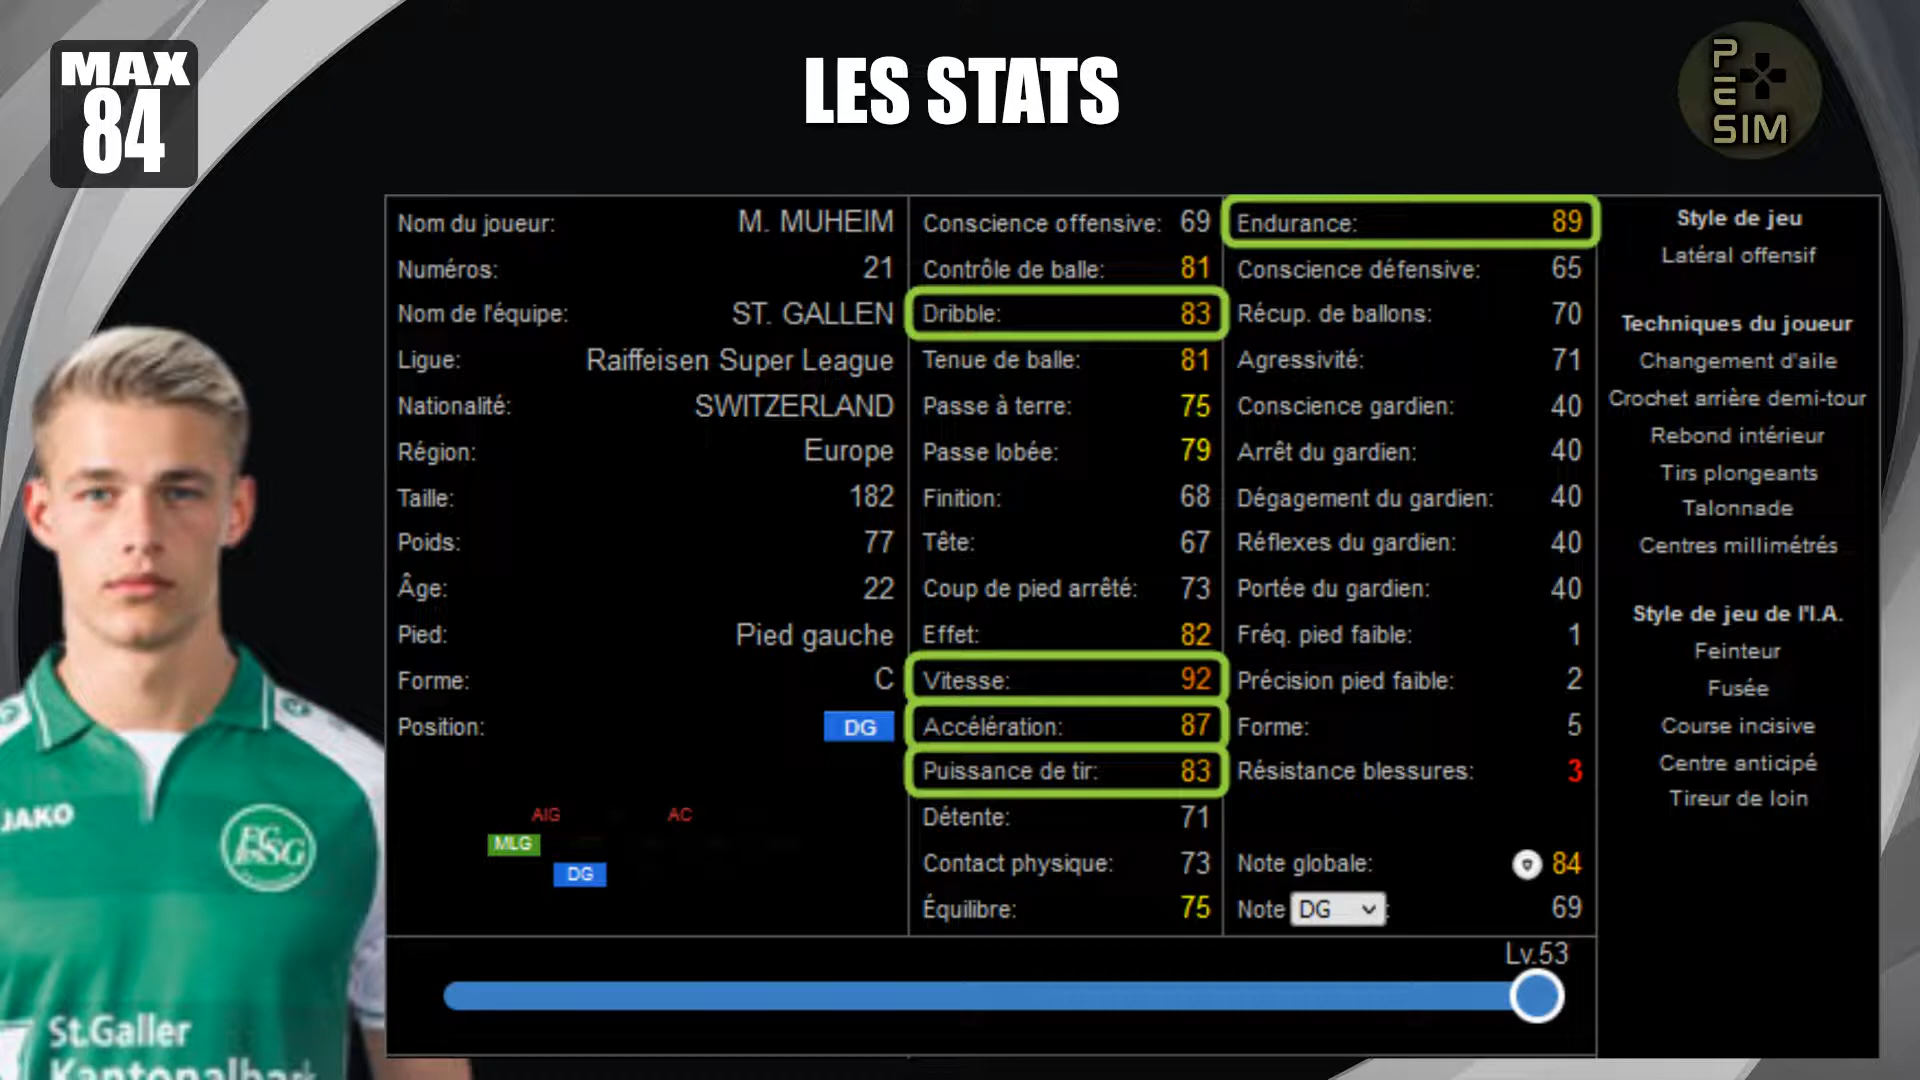 MAX
84
LES STATS
PEE
SIM
Nom du joueur: M. MUHEIM
Numéros: 21
Nom de l'équipe: ST. GALLEN
Ligue: Raiffeisen Super League
Nationalité: SWITZERLAND
Région: Europe
Taille: 182
Poids: 77
Âge: 22
Pied: Pied gauche
Forme: C
Position: DG
AIG AC
MLG
DG
Conscience offensive: 69
Contrôle de balle: 81
Dribble: 83
Tenue de balle: 81
Passe à terre: 75
Passe lobée: 79
Finition: 68
Tête: 67
Coup de pied arrêté: 73
Effet: 82
Vitesse: 92
Accélération: 87
Puissance de tir: 83
Détente: 71
Contact physique: 73
Équilibre: 75
Endurance: 89
Conscience défensive: 65
Récup. de ballons: 70
Agressivité: 71
Conscience gardien: 40
Arrêt du gardien: 40
Dégagement du gardien: 40
Réflexes du gardien: 40
Portée du gardien: 40
Fréq. pied faible: 1
Précision pied faible: 2
Forme: 5
Résistance blessures: 3
Note globale: 84
Note DG : 69
Lv.53
Style de jeu
Latéral offensif
Techniques du joueur
Changement d'aile
Crochet arrière demi-tour
Rebond intérieur
Tirs plongeants
Talonnade
Centres millimétrés
Style de jeu de l'I.A.
Feinteur
Fusée
Course incisive
Centre anticipé
Tireur de loin
JAKO
FCSG
St.Galler
Kantonalbank